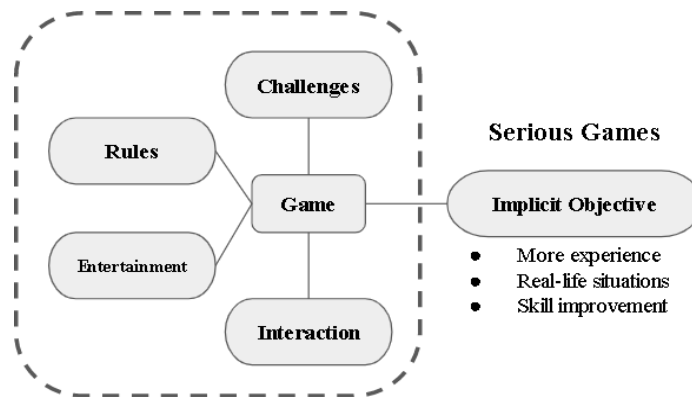 Challenges
Rules
Game
Entertainment
Interaction
Serious Games
Implicit Objective
● More experience
● Real-life situations
● Skill improvement